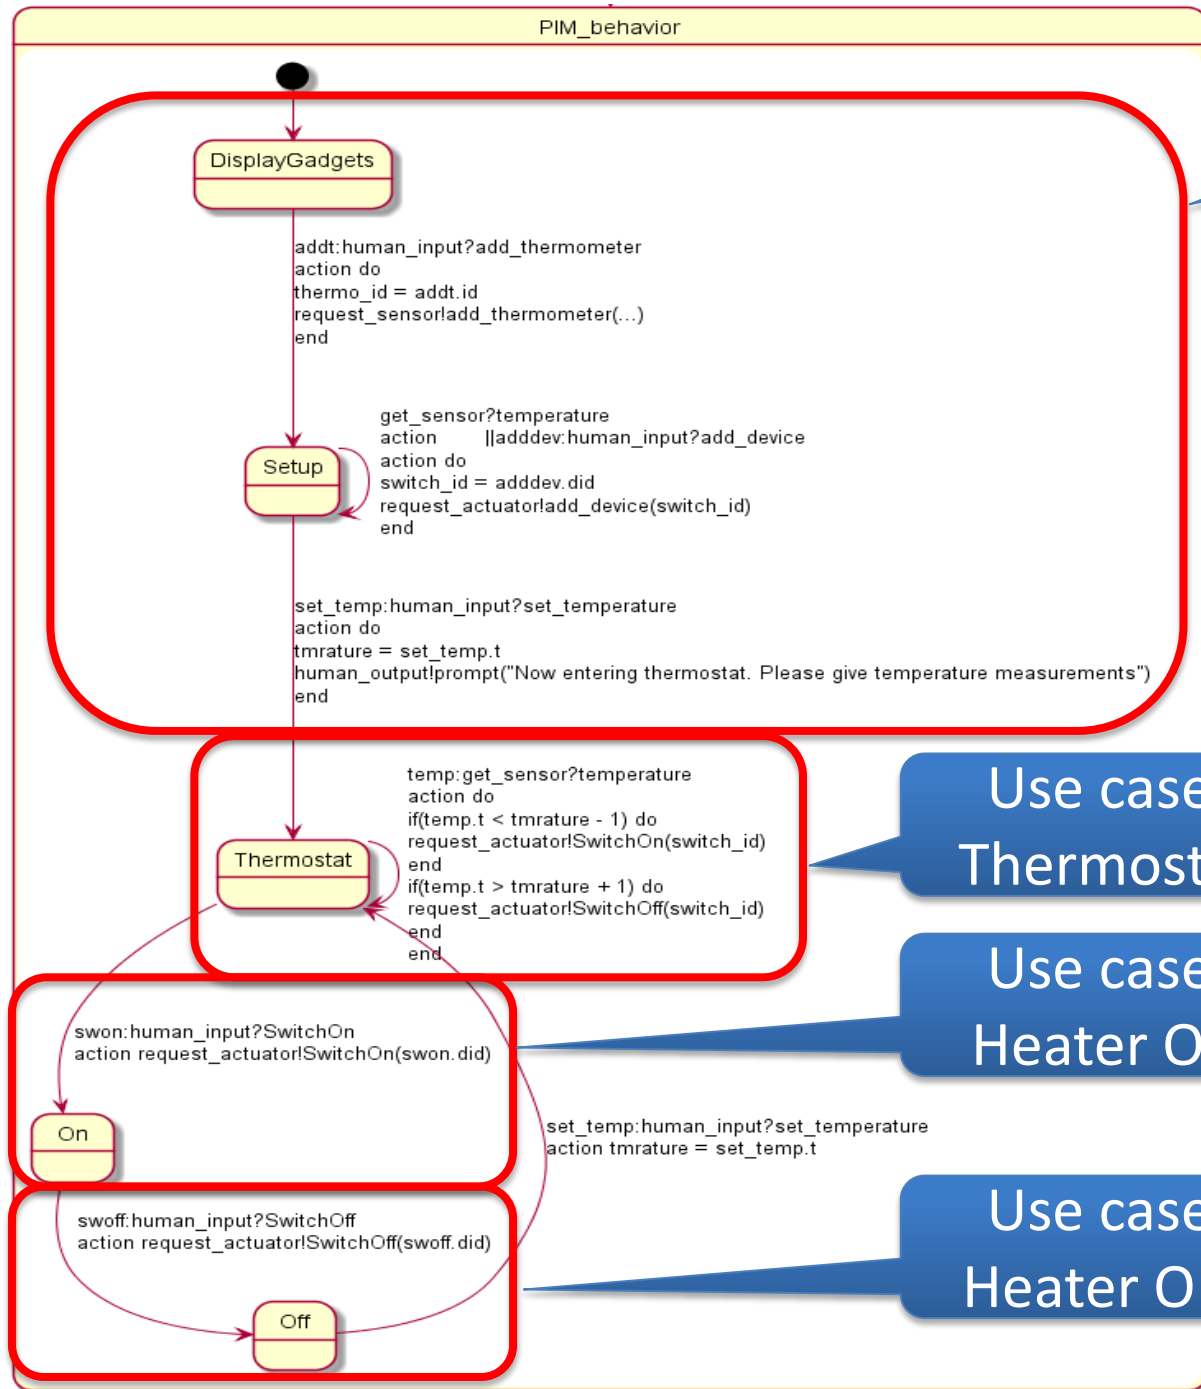 PIM_behavior
DisplayGadgets
addt:human_input?add_thermometer
action do
thermo_id = addt.id
request_sensor!add_thermometer(...)
end
get_sensor?temperature
action ||adddev:human_input?add_device
action do
switch_id = adddev.did
request_actuator!add_device(switch_id)
end
Setup
set_temp:human_input?set_temperature
action do
tmrature = set_temp.t
human_output!prompt("Now entering thermostat. Please give temperature measurements")
end
temp:get_sensor?temperature
action do
if(temp.t < tmrature - 1) do
request_actuator!SwitchOn(switch_id)
end
if(temp.t > tmrature + 1) do
request_actuator!SwitchOff(switch_id)
end
end
Thermostat
Use case
Thermost
swon:human_input?SwitchOn
action request_actuator!SwitchOn(swon.did)
Use case
Heater O
On
set_temp:human_input?set_temperature
action tmrature = set_temp.t
swoff:human_input?SwitchOff
action request_actuator!SwitchOff(swoff.did)
Use case
Heater O
Off